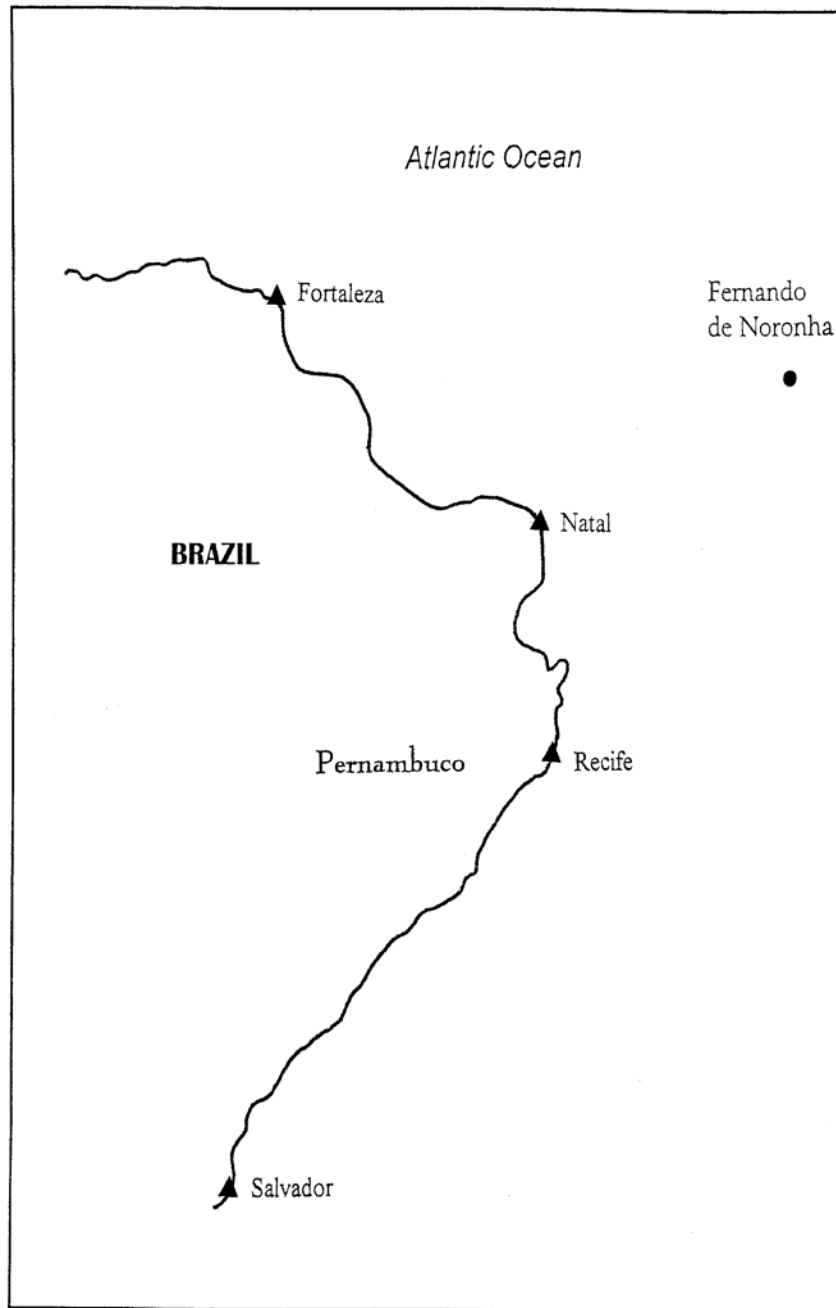 Atlantic Ocean
Fortaleza
Fernando
de Noronha
Natal
BRAZIL
Pernambuco
Recife
Salvador